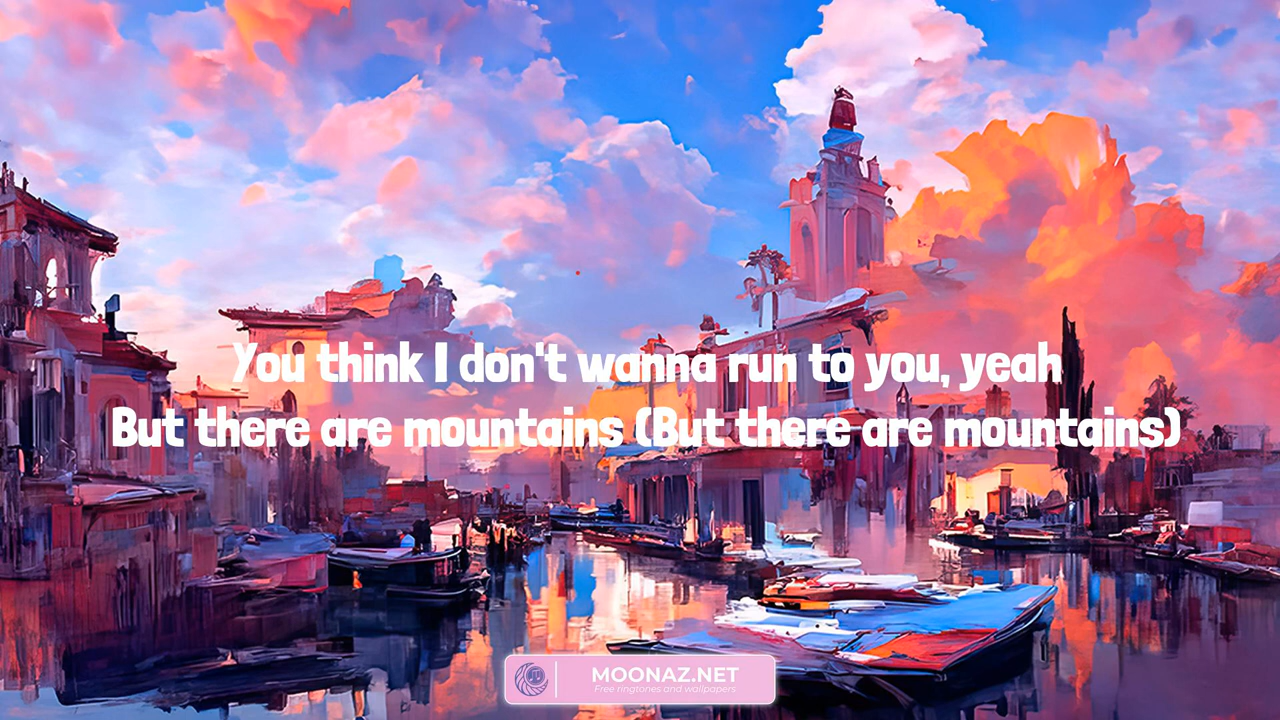 You think I don't wanna run to you, yeah
But there are mountains (But there are mountains)
MOONAZ.NET
Free ringtones and wallpapers